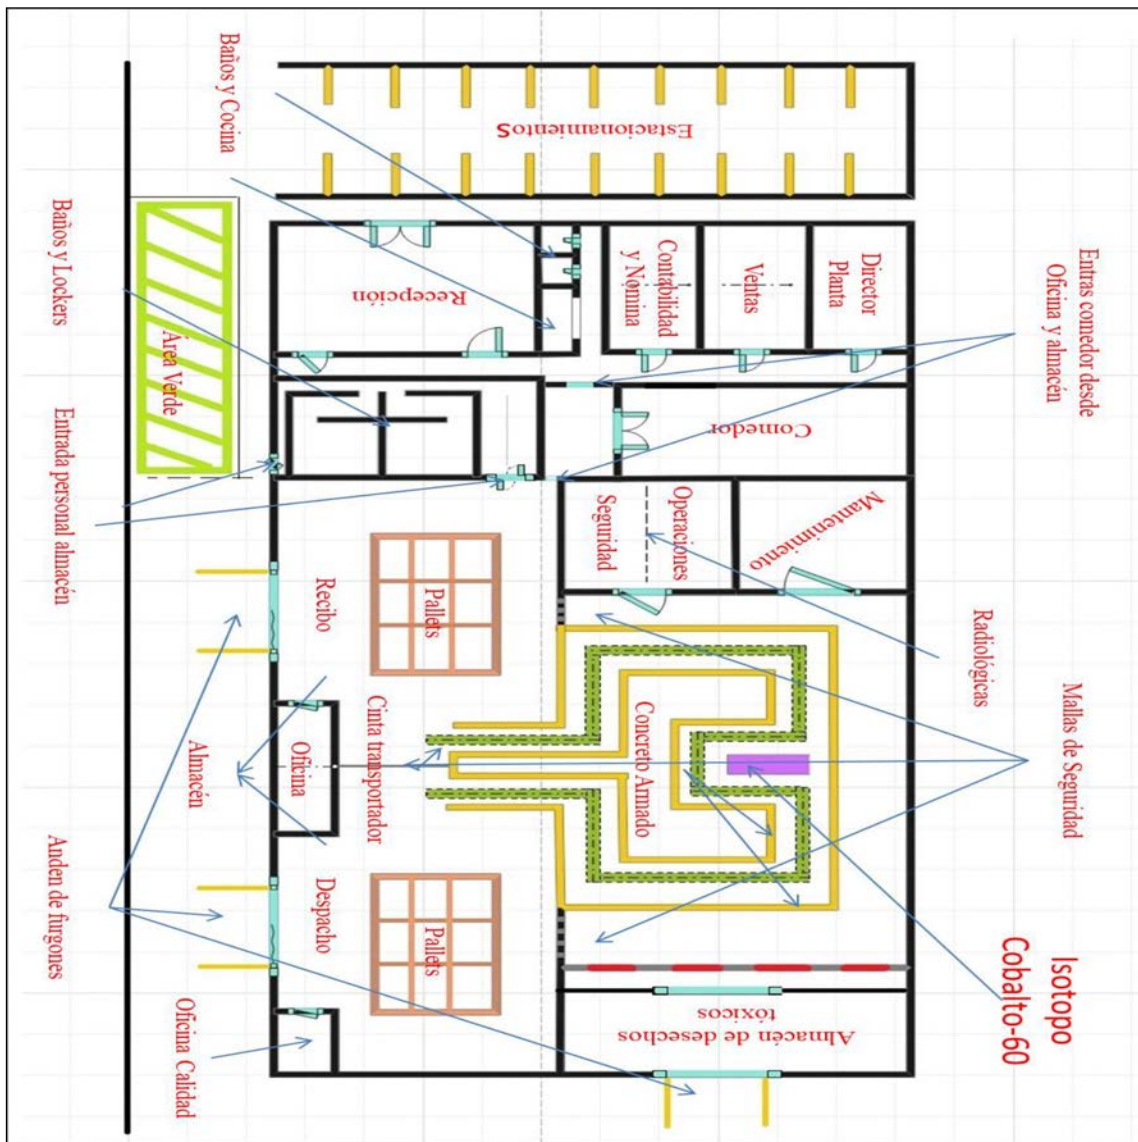 Baños y Cocina
Estacionamientos
Baños y Lockers
Recepción
Contabilidad
y Nomina
Ventas
Director
Planta
Entras comedor desde
Oficina y almacén
Área Verde
Entrada personal almacén
Comedor
Seguridad
Operaciones
Mantenimiento
Radiológicas
Recibo
Pallets
Mallas de Seguridad
Cinta transportador
Concreto Armado
Almacén
Oficina
Anden de furgones
Despacho
Pallets
Isotopo
Cobalto-60
Oficina Calidad
Almacén de desechos
tóxicos